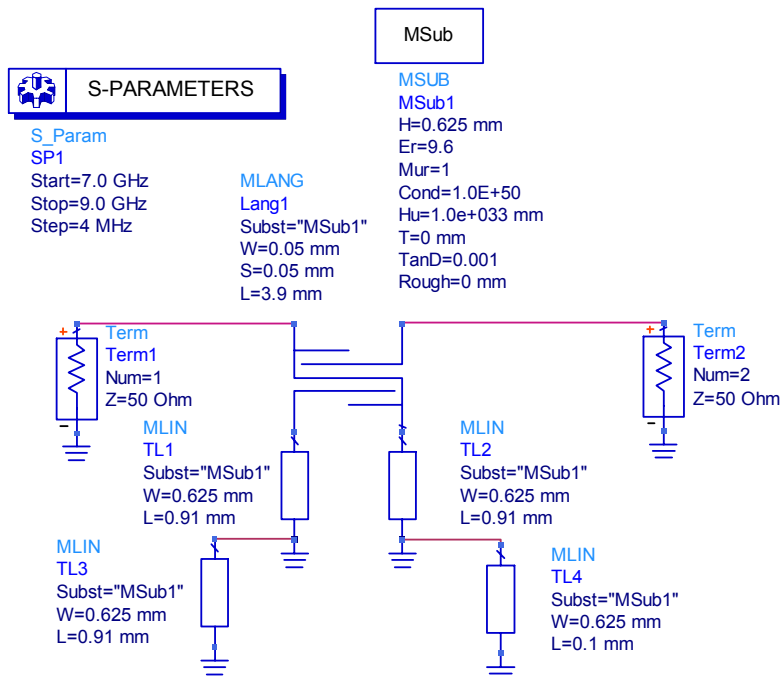 MSub
S-PARAMETERS
S_Param
SP1
Start=7.0 GHz
Stop=9.0 GHz
Step=4 MHz
MLANG
Lang1
Subst="MSub1"
W=0.05 mm
S=0.05 mm
L=3.9 mm
MSUB
MSub1
H=0.625 mm
Er=9.6
Mur=1
Cond=1.0E+50
Hu=1.0e+033 mm
T=0 mm
TanD=0.001
Rough=0 mm
+
Term
Term1
Num=1
Z=50 Ohm
-
+
Term
Term2
Num=2
Z=50 Ohm
-
MLIN
TL1
Subst="MSub1"
W=0.625 mm
L=0.91 mm
MLIN
TL2
Subst="MSub1"
W=0.625 mm
L=0.91 mm
MLIN
TL3
Subst="MSub1"
W=0.625 mm
L=0.91 mm
MLIN
TL4
Subst="MSub1"
W=0.625 mm
L=0.1 mm